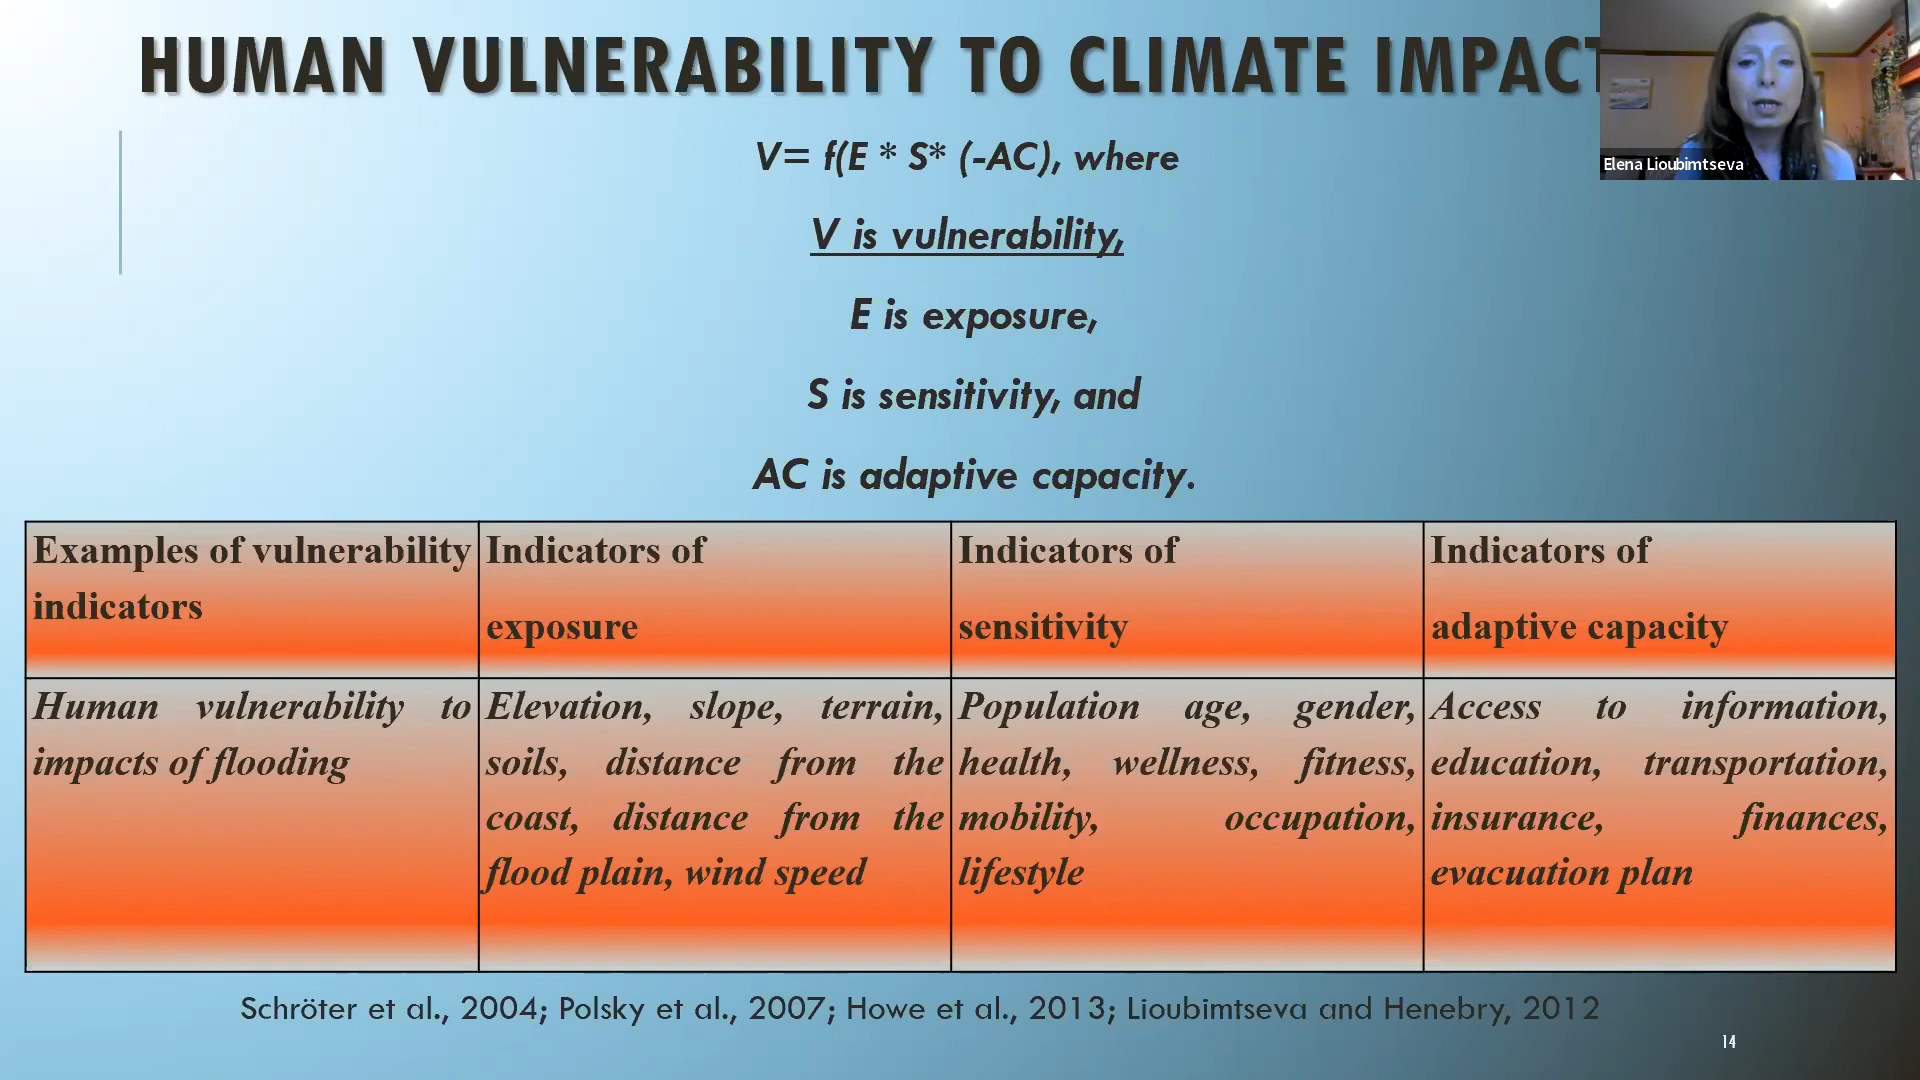 HUMAN VULNERABILITY TO CLIMATE IMPACT
Elena Lioubimtseva
V= f(E * S* (-AC), where
V is vulnerability,
E is exposure,
S is sensitivity, and
AC is adaptive capacity.
Examples of vulnerability
indicators
Indicators of
exposure
Indicators of
sensitivity
Indicators of
adaptive capacity
Human vulnerability to
impacts of flooding
Elevation, slope, terrain,
soils, distance from the
coast, distance from the
flood plain, wind speed
Population age, gender,
health, wellness, fitness,
mobility, occupation,
lifestyle
Access to information,
education, transportation,
insurance, finances,
evacuation plan
Schröter et al., 2004; Polsky et al., 2007; Howe et al., 2013; Lioubimtseva and Henebry, 2012
14